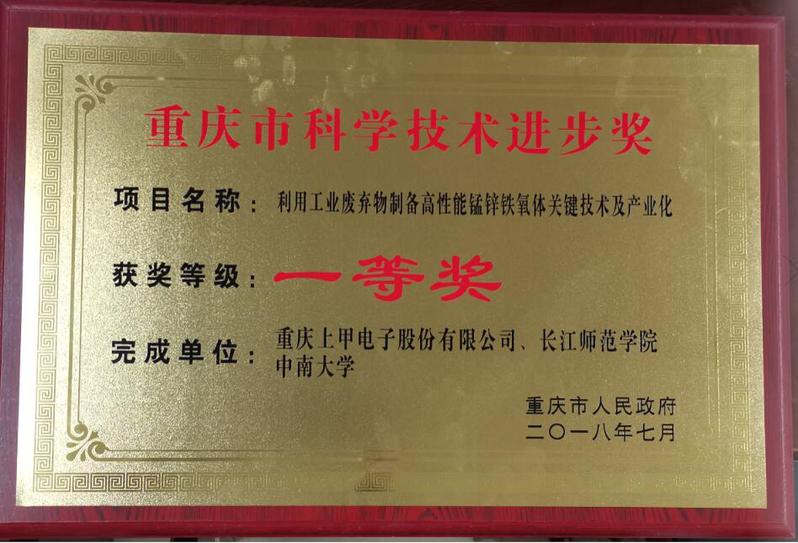 重庆市科学技术进步奖
项目名称：利用工业废弃物制备高性能锰锌铁氧体关键技术及产业化
获奖等级：一等奖
完成单位：重庆上甲电子股份有限公司、长江师范学院
中南大学
重庆市人民政府
二〇一八年七月